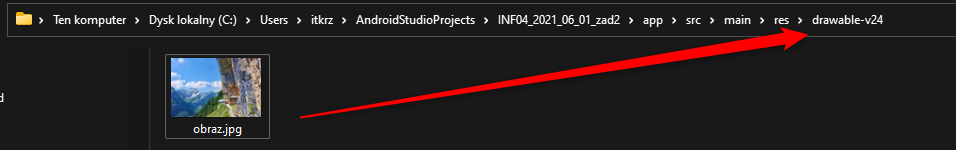 Ten komputer > Dysk lokalny (C:) > Users > itkrz > AndroidStudioProjects > INF04_2021_06_01_zad2 > app > src > main > res > drawable-v24
d
obraz.jpg